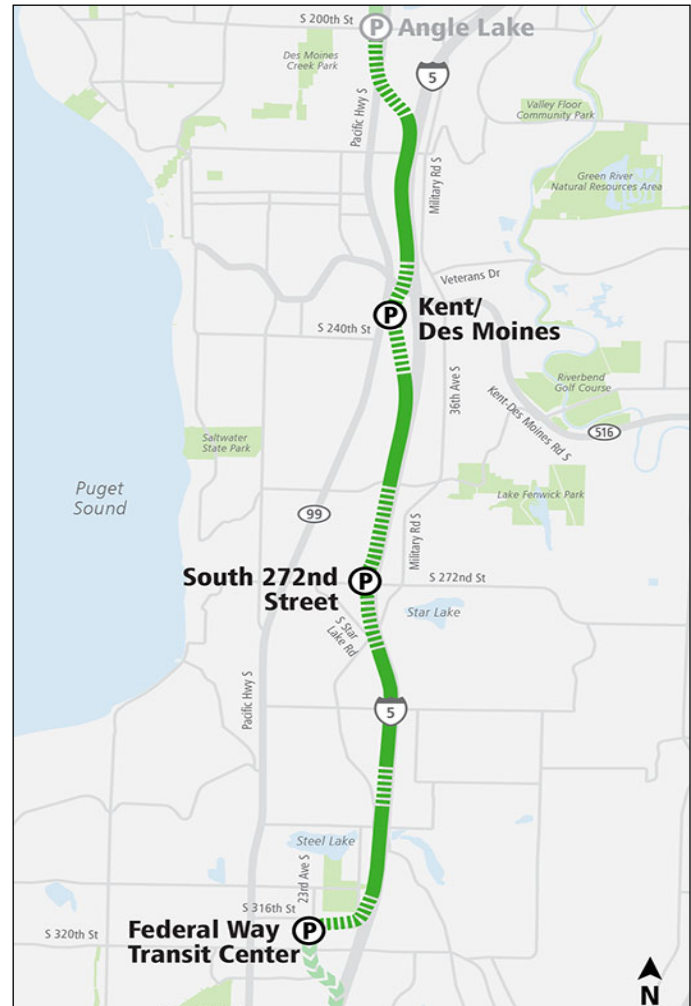 S 200th St
P
Angle Lake
Des Moines
Creek Park
5
Pacific Hwy S
Valley Floor
Community Park
Military Rd S
Green River
Natural Resources Area
Veterans Dr
P
Kent/
Des Moines
S 240th St
36th Ave S
Riverbend
Golf Course
Kent-Des Moines Rd S
516
Saltwater
State Park
Puget
Sound
99
Lake Fenwick Park
Military Rd S
South 272nd
Street
P
S 272nd St
Star Lake
S Star
Lake Rd
Pacific Hwy S
5
Steel Lake
23rd Ave S
S 316th St
Federal Way
Transit Center
P
S 320th St
N